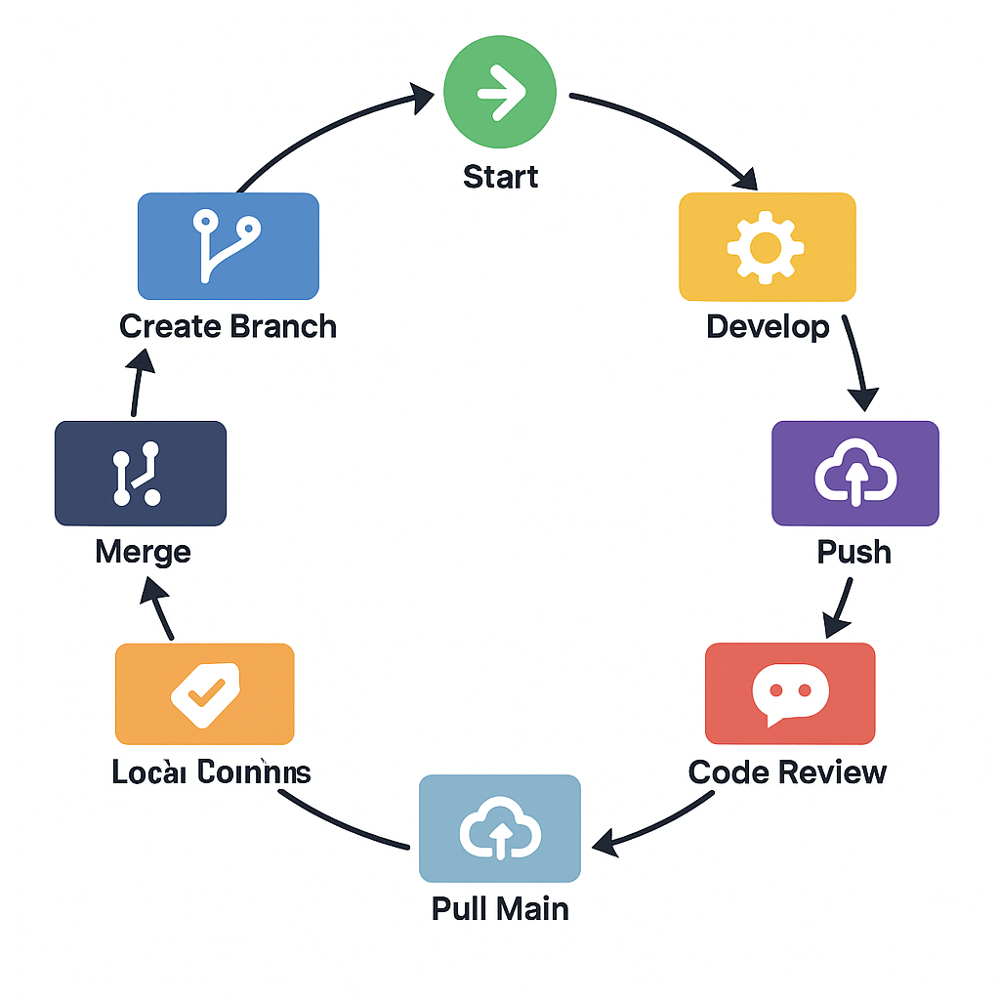 Start
Create Branch
Develop
Merge
Push
Code Review
Pull Main